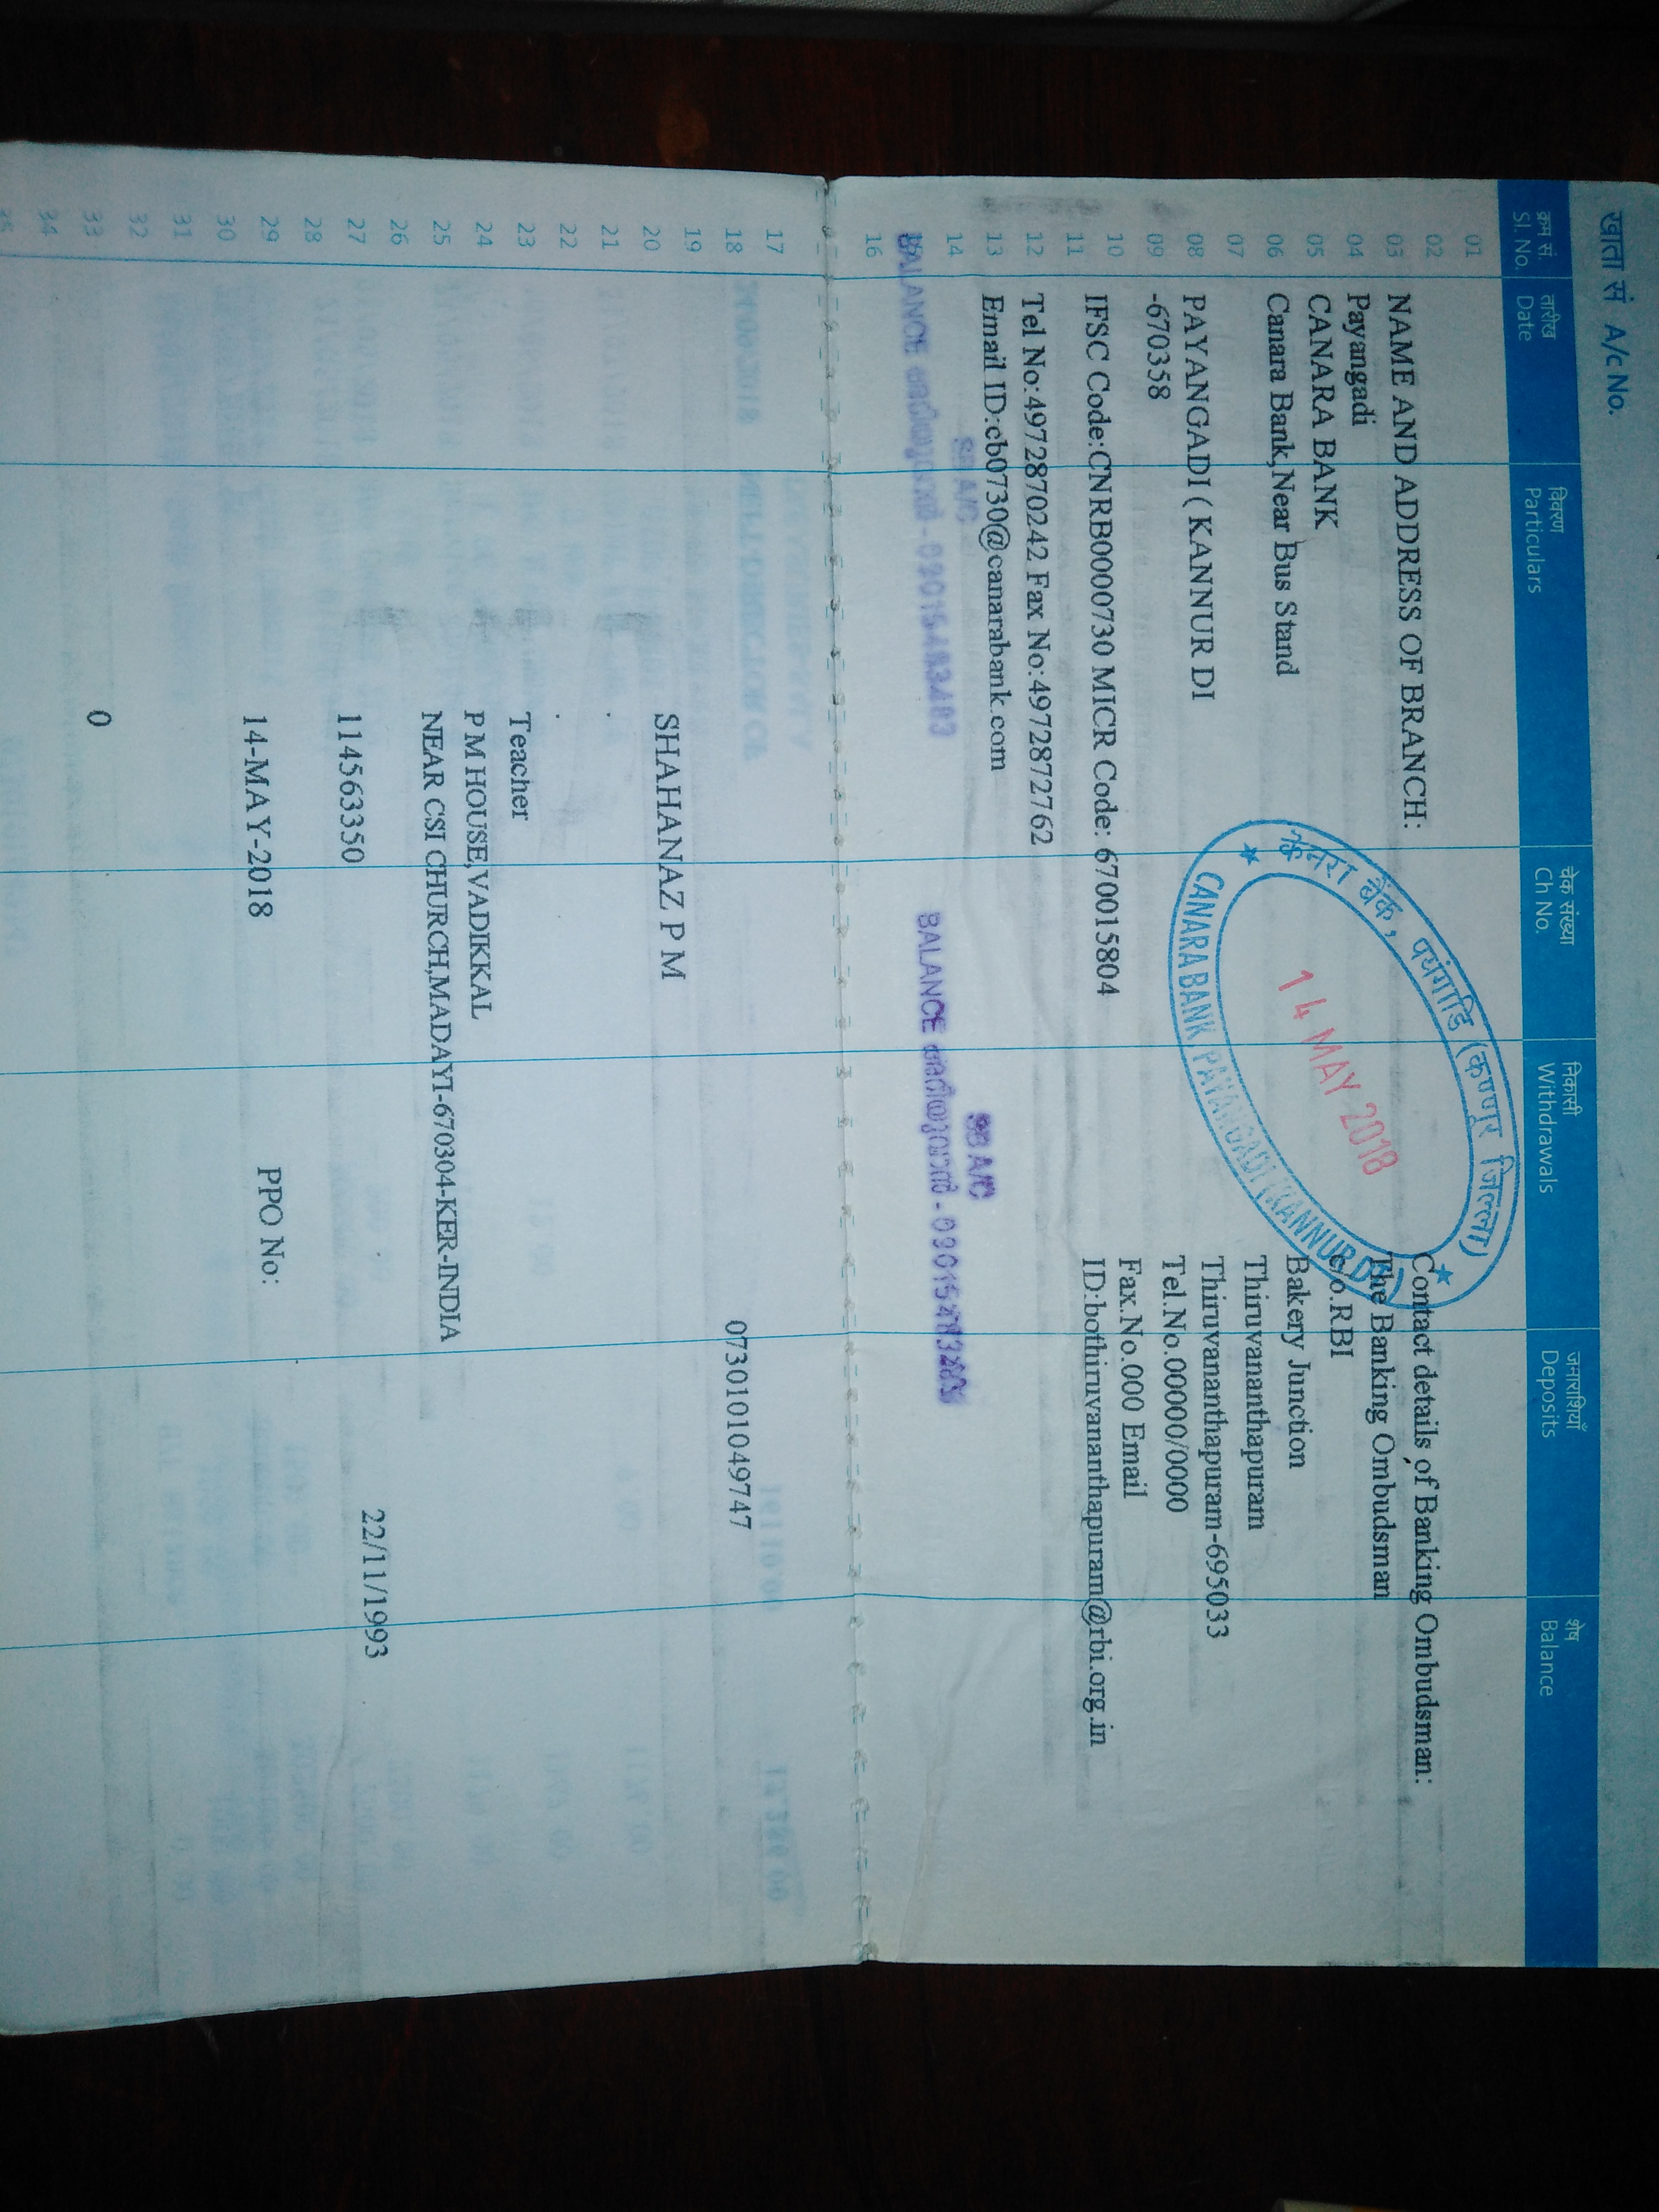 खाता सं A/c No.
क्रम सं. तारीख विवरण चेक संख्या निकासी जमाराशियाँ शेष
Sl. No. Date Particulars Ch No. Withdrawals Deposits Balance
01
02
03 NAME AND ADDRESS OF BRANCH: Contact details of Banking Ombudsman:
04 Payangadi The Banking Ombudsman
05 CANARA BANK c/o.RBI
06 Canara Bank,Near Bus Stand Bakery Junction
07 Thiruvananthapuram
08 PAYANGADI ( KANNUR DI Thiruvananthapuram-695033
09 -670358 Tel.No.00000/0000
10 Fax.No.000 Email
11 IFSC Code:CNRB0000730 MICR Code: 670015804 ID:bothiruvananthapuram@rbi.org.in
12 Tel No:4972870242 Fax No:4972872762
13 Email ID:cb0730@canarabank.com
केनरा बैंक, पयंगाडि (कण्णूर जिल्ला)
14 MAY 2018
CANARA BANK PAYANGADI (KANNUR DT)
14 SB A/C SB A/C
BALANCE അറിയുവാൻ - 09015483483 BALANCE അറിയുവാൻ -
16
17
18 0730101049747
19
20 SHAHANAZ P M
21 .
22 .
23 Teacher
24 P M HOUSE,VADIKKAL
25 NEAR CSI CHURCH,MADAYI-670304-KER-INDIA
26
27 114563350 22/11/1993
28
29 14-MAY-2018 PPO No:
30
31
32
33 0
34
35